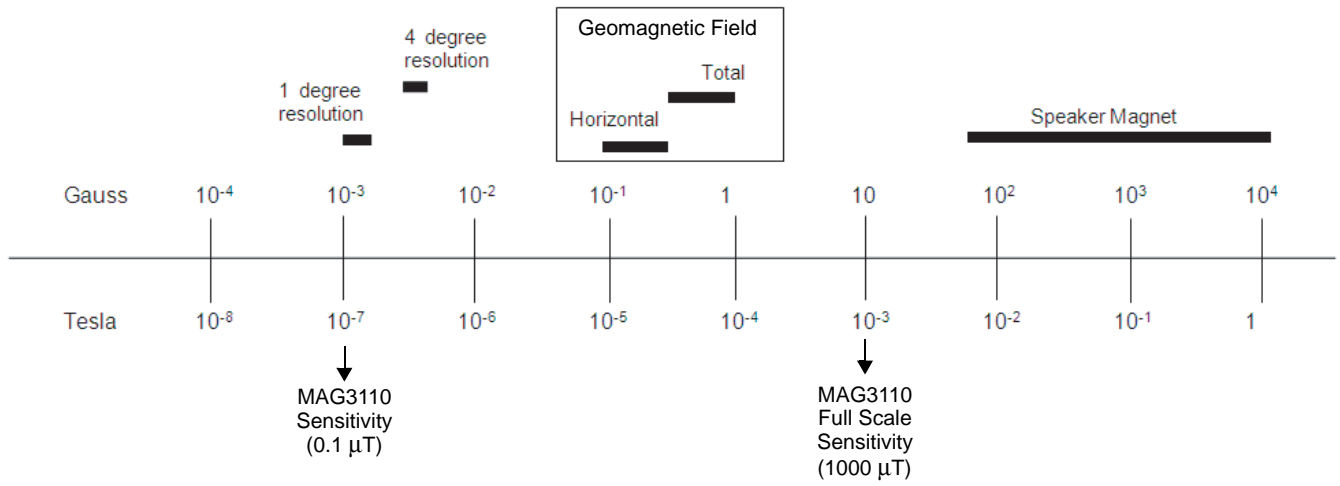 4 degree
resolution
1 degree
resolution
Geomagnetic Field
Total
Horizontal
Speaker Magnet
Gauss 10⁻⁴ 10⁻³ 10⁻² 10⁻¹ 1 10 10² 10³ 10⁴
Tesla 10⁻⁸ 10⁻⁷ 10⁻⁶ 10⁻⁵ 10⁻⁴ 10⁻³ 10⁻² 10⁻¹ 1
MAG3110
Sensitivity
(0.1 μT)
MAG3110
Full Scale
Sensitivity
(1000 μT)